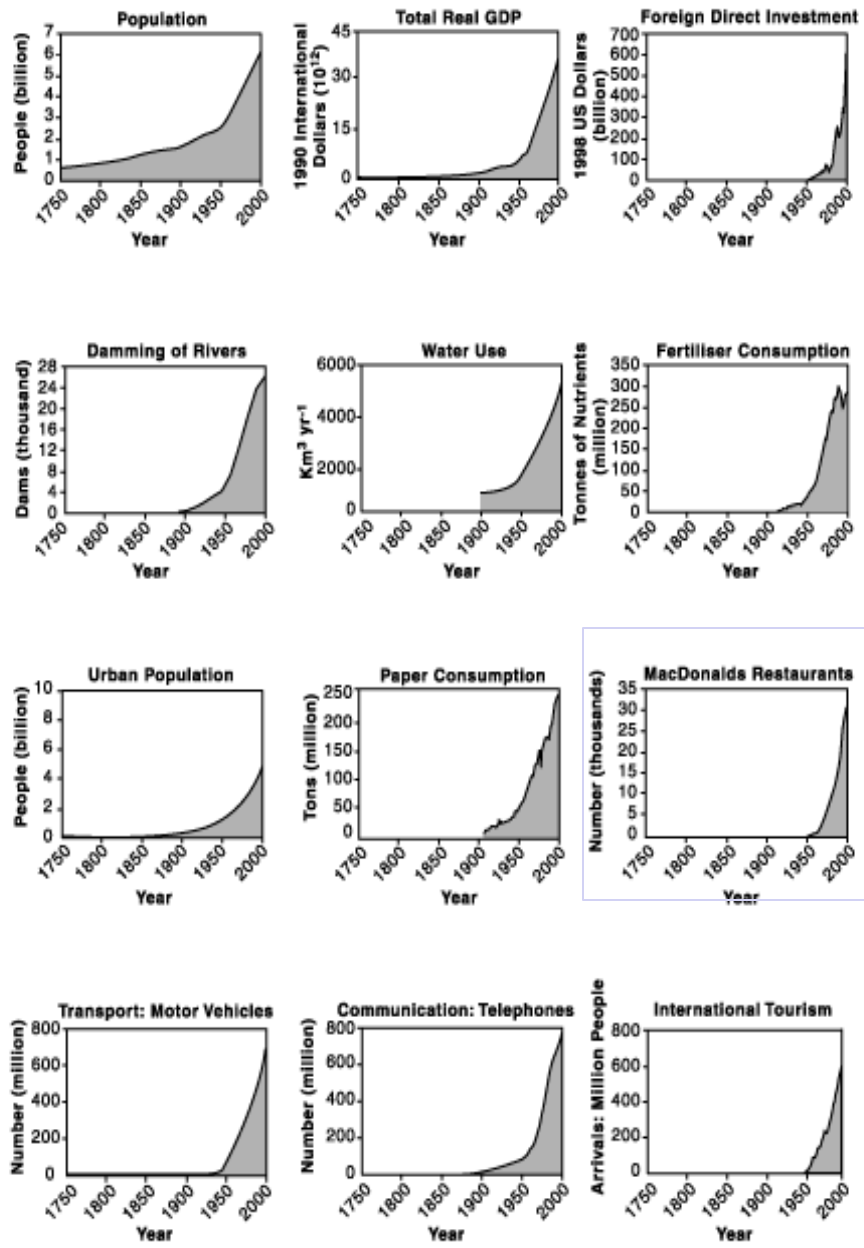 Population
People (billion)
7
6
5
4
3
2
1
0
1750 1800 1850 1900 1950 2000
Year
Total Real GDP
1990 International
Dollars (10¹²)
45
30
15
0
1750 1800 1850 1900 1950 2000
Year
Foreign Direct Investment
1998 US Dollars
(billion)
700
600
500
400
300
200
100
0
1750 1800 1850 1900 1950 2000
Year
Damming of Rivers
Dams (thousand)
28
24
20
16
12
8
4
0
1750 1800 1850 1900 1950 2000
Year
Water Use
Km³ yr⁻¹
6000
4000
2000
0
1750 1800 1850 1900 1950 2000
Year
Fertiliser Consumption
Tonnes of Nutrients
(million)
350
300
250
200
150
100
50
0
1750 1800 1850 1900 1950 2000
Year
Urban Population
People (billion)
10
8
6
4
2
0
1750 1800 1850 1900 1950 2000
Year
Paper Consumption
Tons (million)
250
200
150
100
50
0
1750 1800 1850 1900 1950 2000
Year
MacDonalds Restaurants
Number (thousands)
35
30
25
20
15
10
5
0
1750 1800 1850 1900 1950 2000
Year
Transport: Motor Vehicles
Number (million)
800
600
400
200
0
1750 1800 1850 1900 1950 2000
Year
Communication: Telephones
Number (million)
800
600
400
200
0
1750 1800 1850 1900 1950 2000
Year
International Tourism
Arrivals: Million People
800
600
400
200
0
1750 1800 1850 1900 1950 2000
Year